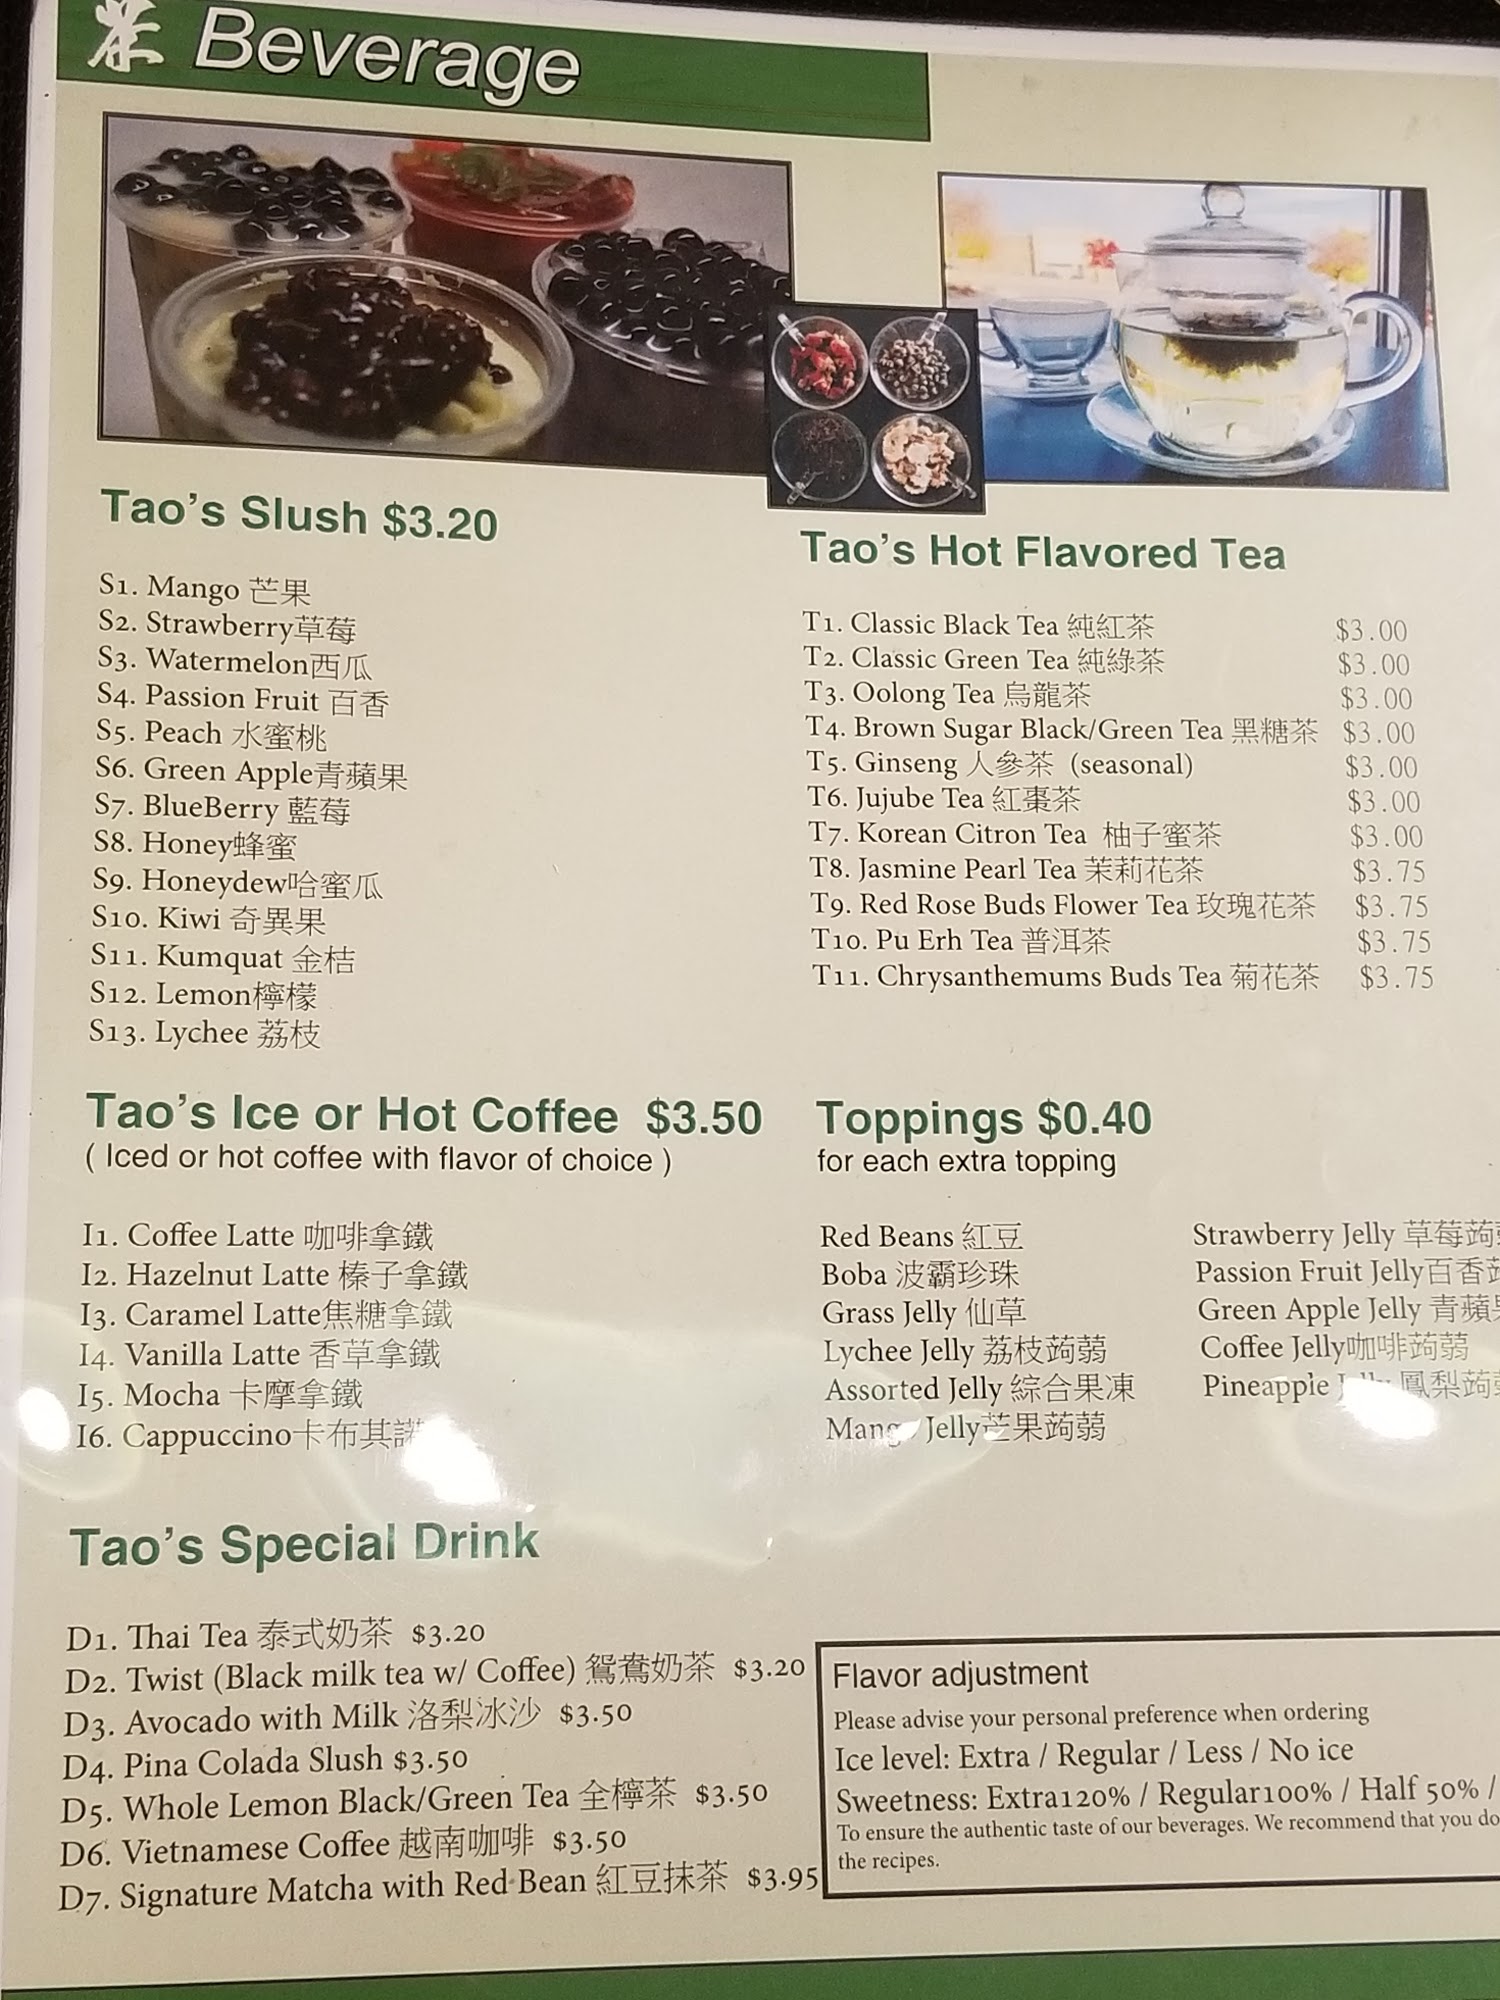 茶 Beverage
Tao's Slush $3.20
S1. Mango 芒果
S2. Strawberry草莓
S3. Watermelon西瓜
S4. Passion Fruit 百香
S5. Peach 水蜜桃
S6. Green Apple青蘋果
S7. BlueBerry 藍莓
S8. Honey蜂蜜
S9. Honeydew哈蜜瓜
S10. Kiwi 奇異果
S11. Kumquat 金桔
S12. Lemon檸檬
S13. Lychee 荔枝
Tao's Hot Flavored Tea
T1. Classic Black Tea 純紅茶 $3.00
T2. Classic Green Tea 純綠茶 $3.00
T3. Oolong Tea 烏龍茶 $3.00
T4. Brown Sugar Black/Green Tea 黑糖茶 $3.00
T5. Ginseng 人參茶 (seasonal) $3.00
T6. Jujube Tea 紅棗茶 $3.00
T7. Korean Citron Tea 柚子蜜茶 $3.00
T8. Jasmine Pearl Tea 茉莉花茶 $3.75
T9. Red Rose Buds Flower Tea 玫瑰花茶 $3.75
T10. Pu Erh Tea 普洱茶 $3.75
T11. Chrysanthemums Buds Tea 菊花茶 $3.75
Tao's Ice or Hot Coffee $3.50
( Iced or hot coffee with flavor of choice )
I1. Coffee Latte 咖啡拿鐵
I2. Hazelnut Latte 榛子拿鐵
I3. Caramel Latte焦糖拿鐵
I4. Vanilla Latte 香草拿鐵
I5. Mocha 卡摩拿鐵
I6. Cappuccino卡布其諾
Toppings $0.40
for each extra topping
Red Beans 紅豆
Boba 波霸珍珠
Grass Jelly 仙草
Lychee Jelly 荔枝蒟蒻
Assorted Jelly 綜合果凍
Mango Jelly芒果蒟蒻
Strawberry Jelly 草莓蒟
Passion Fruit Jelly百香
Green Apple Jelly 青蘋
Coffee Jelly咖啡蒟蒻
Pineapple Jelly 鳳梨蒟
Tao's Special Drink
D1. Thai Tea 泰式奶茶 $3.20
D2. Twist (Black milk tea w/ Coffee) 鴛鴦奶茶 $3.20
D3. Avocado with Milk 洛梨冰沙 $3.50
D4. Pina Colada Slush $3.50
D5. Whole Lemon Black/Green Tea 全檸茶 $3.50
D6. Vietnamese Coffee 越南咖啡 $3.50
D7. Signature Matcha with Red Bean 紅豆抹茶 $3.95
Flavor adjustment
Please advise your personal preference when ordering
Ice level: Extra / Regular / Less / No ice
Sweetness: Extra120% / Regular100% / Half 50% /
To ensure the authentic taste of our beverages. We recommend that you do
the recipes.